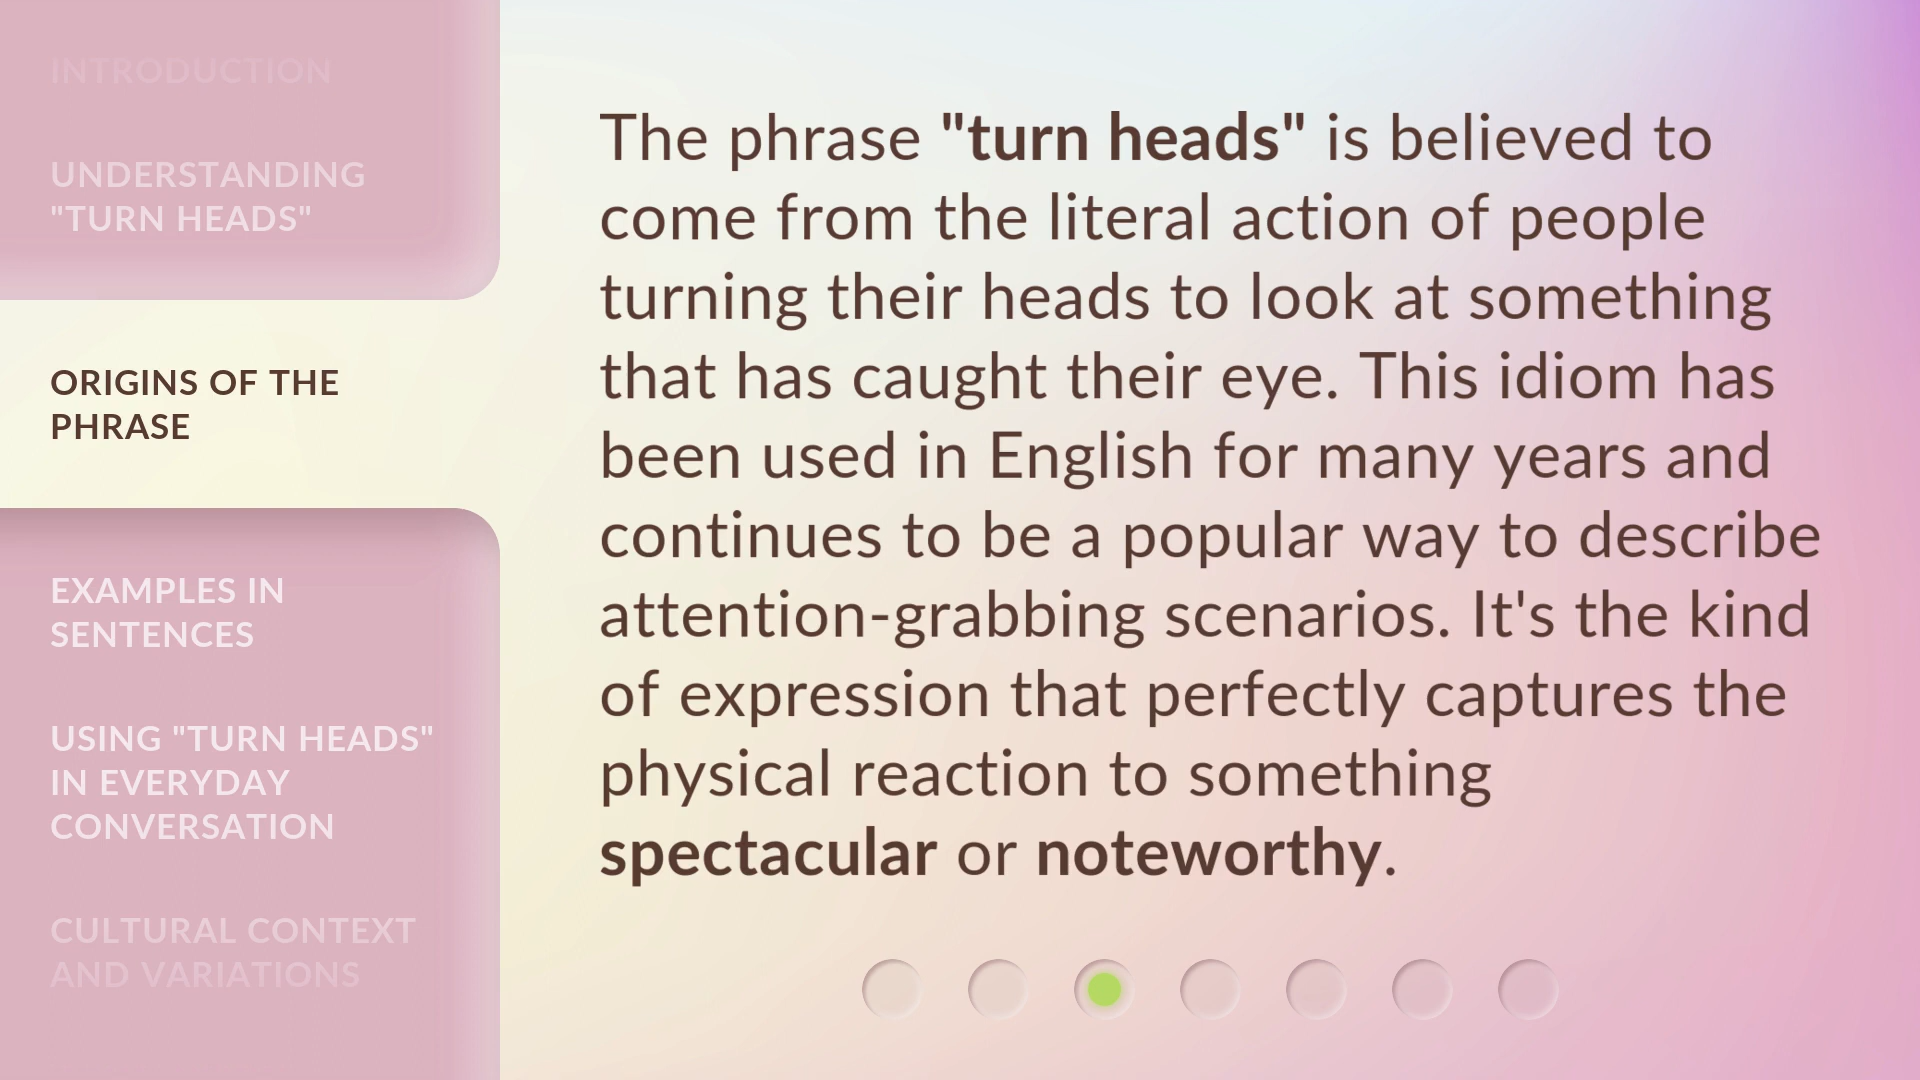 INTRODUCTION
UNDERSTANDING
"TURN HEADS"
ORIGINS OF THE
PHRASE
EXAMPLES IN
SENTENCES
USING "TURN HEADS"
IN EVERYDAY
CONVERSATION
CULTURAL CONTEXT
AND VARIATIONS
The phrase "turn heads" is believed to
come from the literal action of people
turning their heads to look at something
that has caught their eye. This idiom has
been used in English for many years and
continues to be a popular way to describe
attention-grabbing scenarios. It's the kind
of expression that perfectly captures the
physical reaction to something
spectacular or noteworthy.